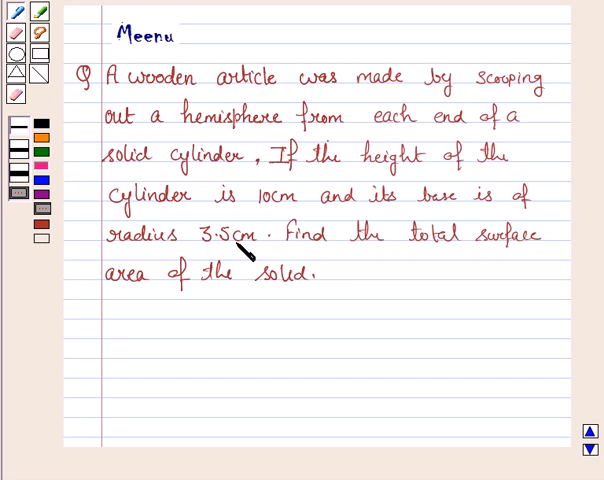 Meenu
Q A wooden article was made by scooping
out a hemisphere from each end of a
solid cylinder, If the height of the
cylinder is 10cm and its base is of
radius 3.5cm. Find the total surface
area of the solid.